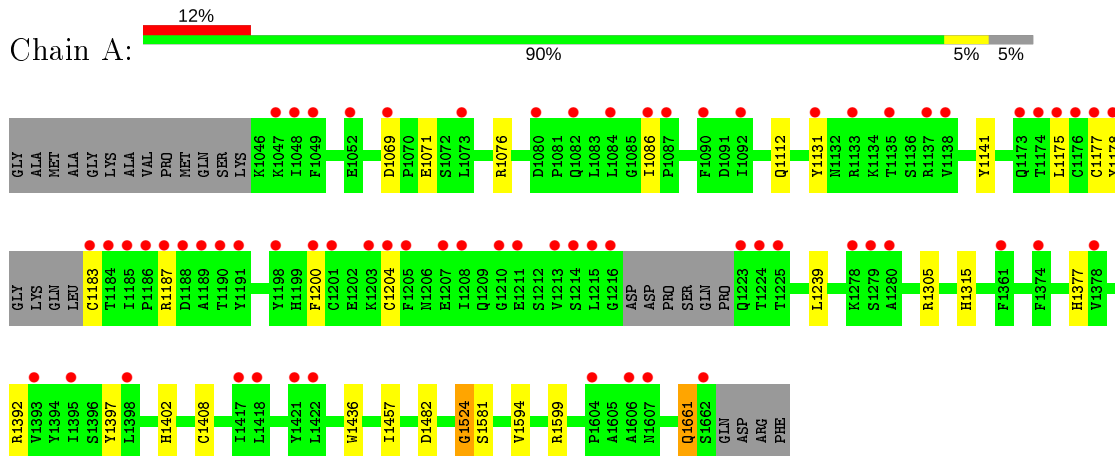 12%
Chain A:
90% 5% 5%
GLY ALA MET ALA GLY LYS ALA VAL PRO MET GLN SER LYS K1046 K1047 I1048 F1049 E1052 D1069 P1070 E1071 S1072 L1073 R1076 D1080 P1081 Q1082 L1083 L1084 G1085 I1086 P1087 F1090 D1091 I1092 Q1112 Y1131 N1132 R1133 K1134 T1135 S1136 R1137 V1138 Y1141 Q1173 T1174 L1175 C1176 C1177 Y1178
GLY LYS GLN LEU C1183 T1184 I1185 P1186 R1187 D1188 A1189 T1190 Y1191 Y1198 H1199 F1200 C1201 E1202 K1203 C1204 F1205 N1206 E1207 I1208 Q1209 G1210 E1211 S1212 V1213 S1214 L1215 G1216 ASP ASP PRO SER GLN PRO Q1223 T1224 T1225 L1239 K1278 S1279 A1280 R1305 H1315 F1361 F1374 H1377 V1378
R1392 V1393 Y1394 I1395 S1396 Y1397 L1398 H1402 C1408 I1417 L1418 Y1421 L1422 W1436 I1457 D1482 G1524 S1581 V1594 R1599 P1604 A1605 A1606 N1607 Q1661 S1662 GLN ASP ARG PHE